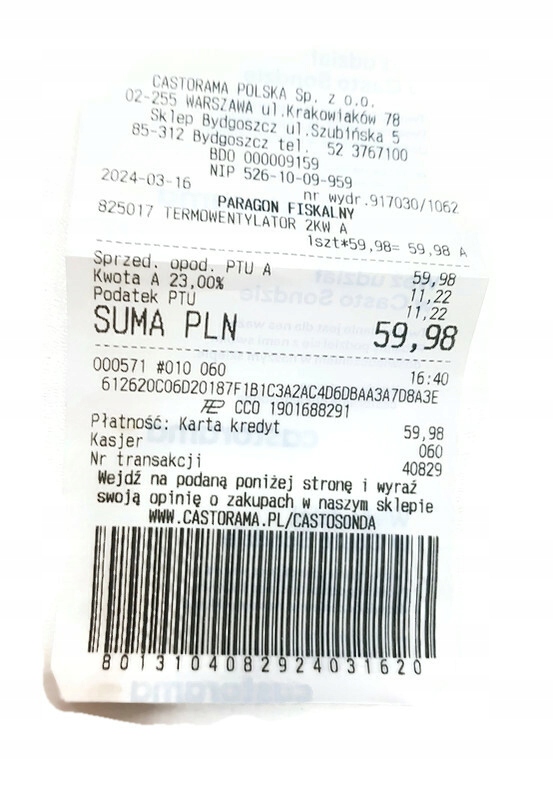 CASTORAMA POLSKA Sp. z o.o.
02-255 WARSZAWA ul.Krakowiaków 78
Sklep Bydgoszcz ul.Szubińska 5
85-312 Bydgoszcz tel. 52 3767100
BDO 000009159
NIP 526-10-09-959
2024-03-16 nr wydr.917030/1062
PARAGON FISKALNY
825017 TERMOWENTYLATOR 2KW A
1szt*59,98= 59,98 A
Sprzed. opod. PTU A 59,98
Kwota A 23,00% 11,22
Podatek PTU 11,22
SUMA PLN 59,98
000571 #010 060 16:40
612620C06D20187F1B1C3A2AC4D6DBAA3A7D8A3E
CCO 1901688291
Płatność: Karta kredyt 59,98
Kasjer 060
Nr transakcji 40829
Wejdź na podaną poniżej stronę i wyraź
swoją opinię o zakupach w naszym sklepie
WWW.CASTORAMA.PL/CASTOSONDA
8013104082924031620